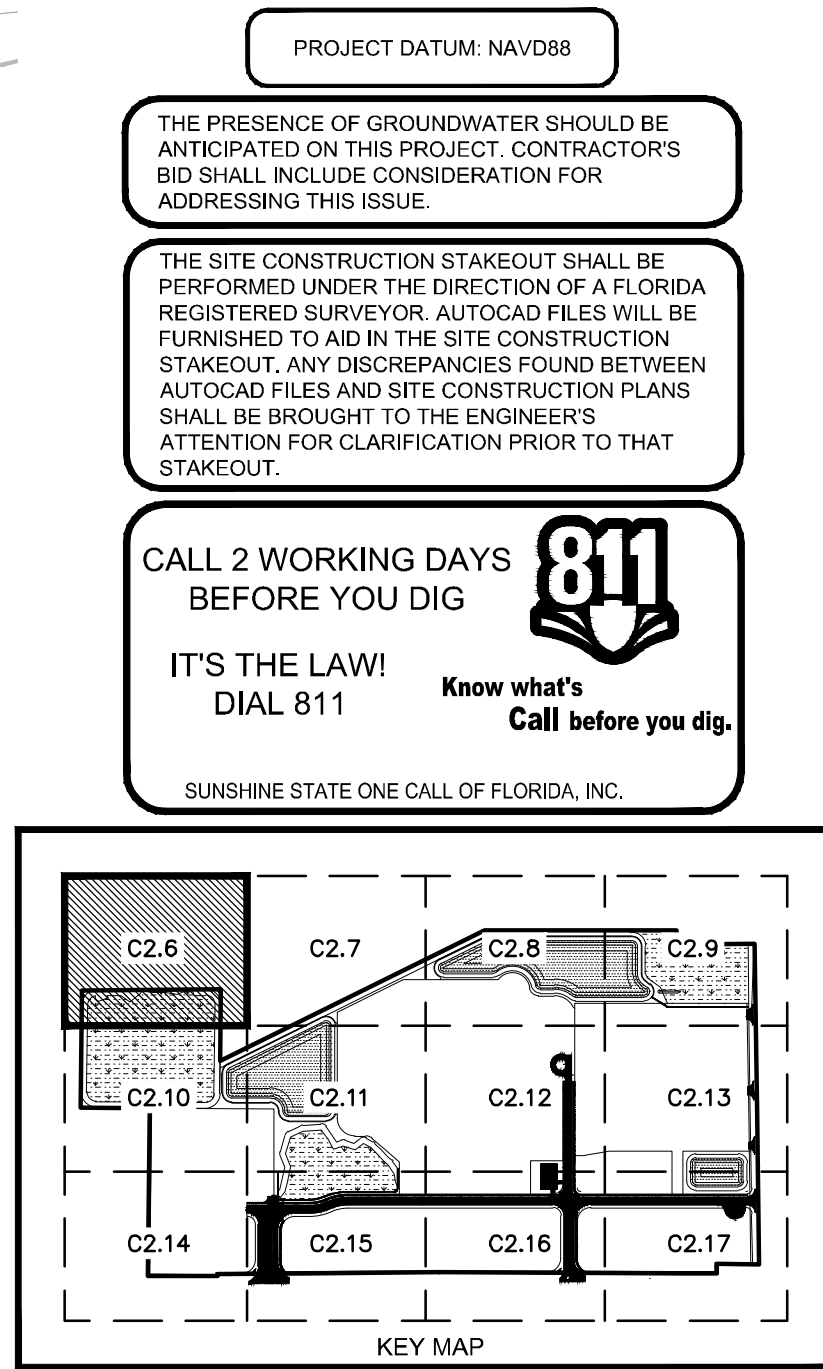 PROJECT DATUM: NAVD88
THE PRESENCE OF GROUNDWATER SHOULD BE
ANTICIPATED ON THIS PROJECT. CONTRACTOR'S
BID SHALL INCLUDE CONSIDERATION FOR
ADDRESSING THIS ISSUE.
THE SITE CONSTRUCTION STAKEOUT SHALL BE
PERFORMED UNDER THE DIRECTION OF A FLORIDA
REGISTERED SURVEYOR. AUTOCAD FILES WILL BE
FURNISHED TO AID IN THE SITE CONSTRUCTION
STAKEOUT. ANY DISCREPANCIES FOUND BETWEEN
AUTOCAD FILES AND SITE CONSTRUCTION PLANS
SHALL BE BROUGHT TO THE ENGINEER'S
ATTENTION FOR CLARIFICATION PRIOR TO THAT
STAKEOUT.
CALL 2 WORKING DAYS
BEFORE YOU DIG
IT'S THE LAW!
DIAL 811
811
Know what's
Call before you dig.
SUNSHINE STATE ONE CALL OF FLORIDA, INC.
C2.6 C2.7 C2.8 C2.9
C2.10 C2.11 C2.12 C2.13
C2.14 C2.15 C2.16 C2.17
KEY MAP